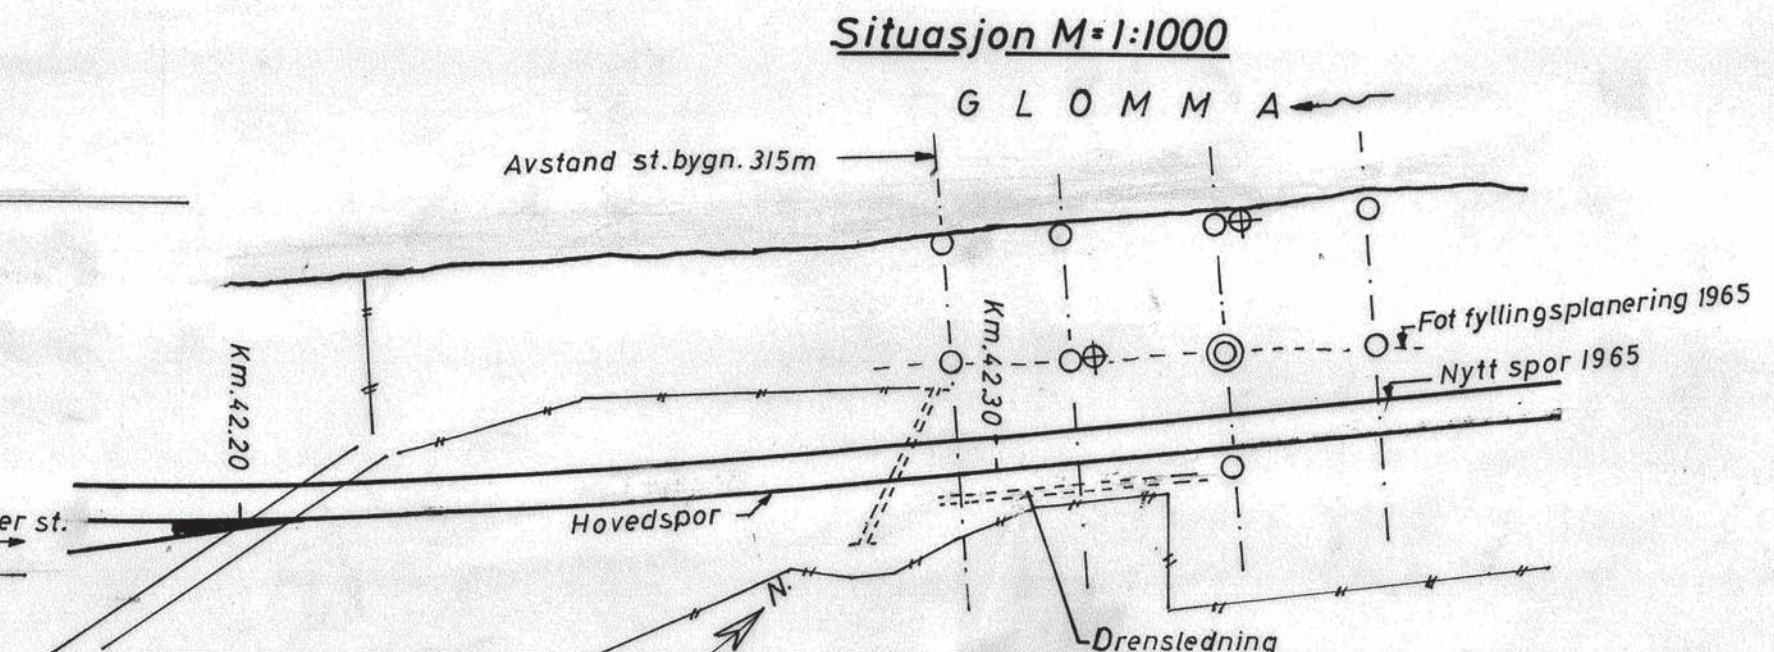 Situasjon M=1:1000
GLOMMA
Avstand st.bygn. 315m
Fot fyllingsplanering 1965
Nytt spor 1965
Km.42.30
Km.42.20
er st.
Hovedspor
N.
Drensledning